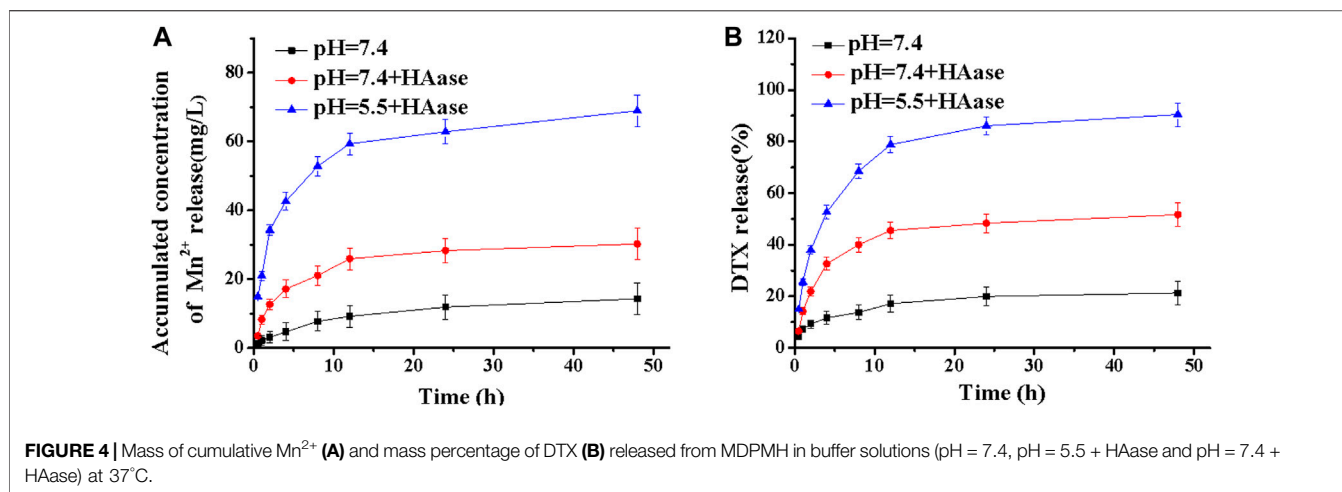 A
pH=7.4
pH=7.4+HAase
pH=5.5+HAase
Accumulated concentration
of Mn²⁺ release(mg/L)
80
60
40
20
0
0 10 20 30 40 50
Time (h)
B
pH=7.4
pH=7.4+HAase
pH=5.5+HAase
DTX release(%)
120
100
80
60
40
20
0
0 10 20 30 40 50
Time (h)
FIGURE 4 | Mass of cumulative Mn²⁺ (A) and mass percentage of DTX (B) released from MDPMH in buffer solutions (pH = 7.4, pH = 5.5 + HAase and pH = 7.4 +
HAase) at 37°C.